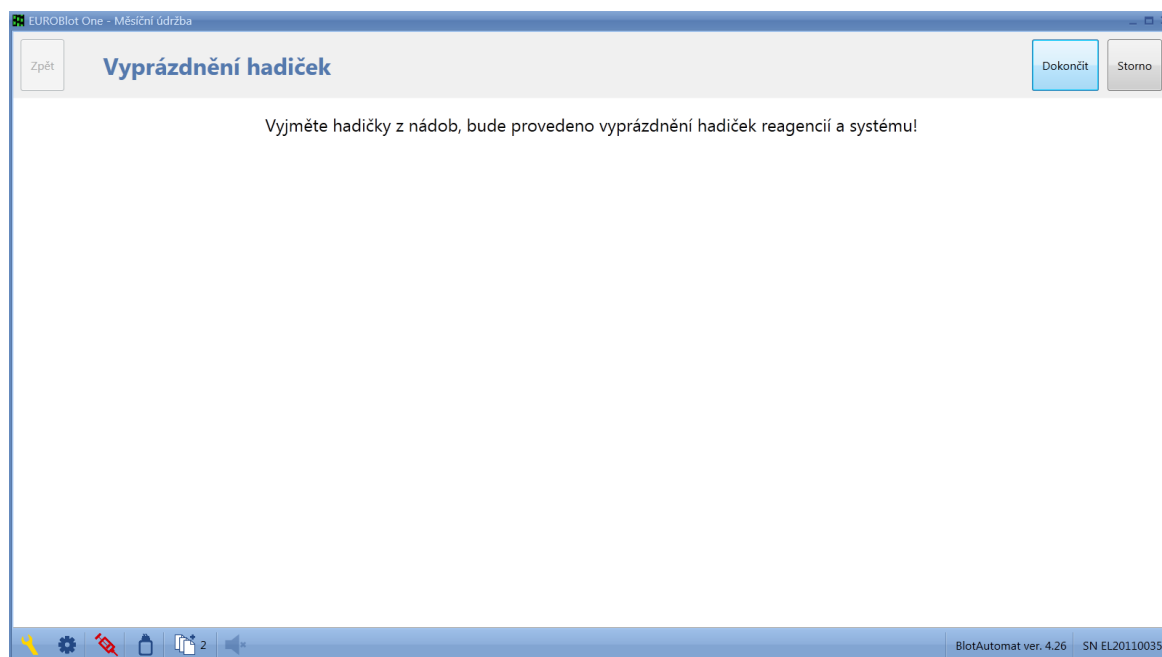 EUROBlot One - Měsíční údržba
Zpět
Vyprázdnění hadiček
Dokončit
Storno
Vyjměte hadičky z nádob, bude provedeno vyprázdnění hadiček reagencií a systému!
2
BlotAutomat ver. 4.26
SN EL20110035